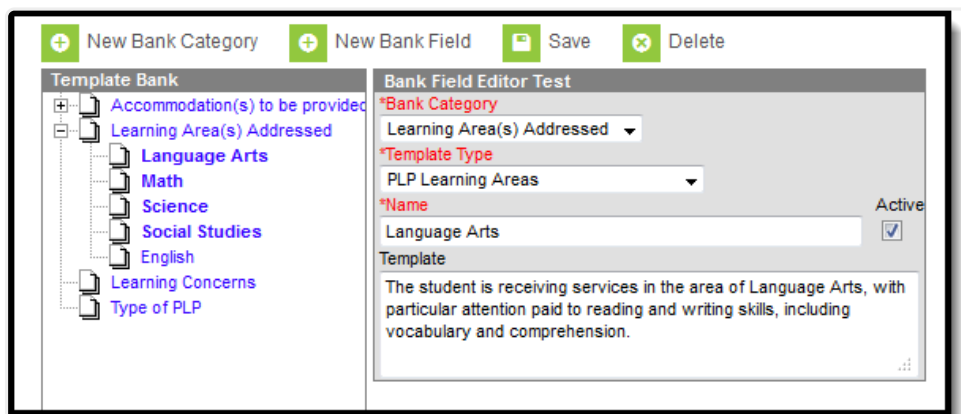 New Bank Category New Bank Field Save Delete
Template Bank
Accommodation(s) to be provided
Learning Area(s) Addressed
Language Arts
Math
Science
Social Studies
English
Learning Concerns
Type of PLP
Bank Field Editor Test
*Bank Category
Learning Area(s) Addressed
*Template Type
PLP Learning Areas
*Name Active
Language Arts
Template
The student is receiving services in the area of Language Arts, with
particular attention paid to reading and writing skills, including
vocabulary and comprehension.